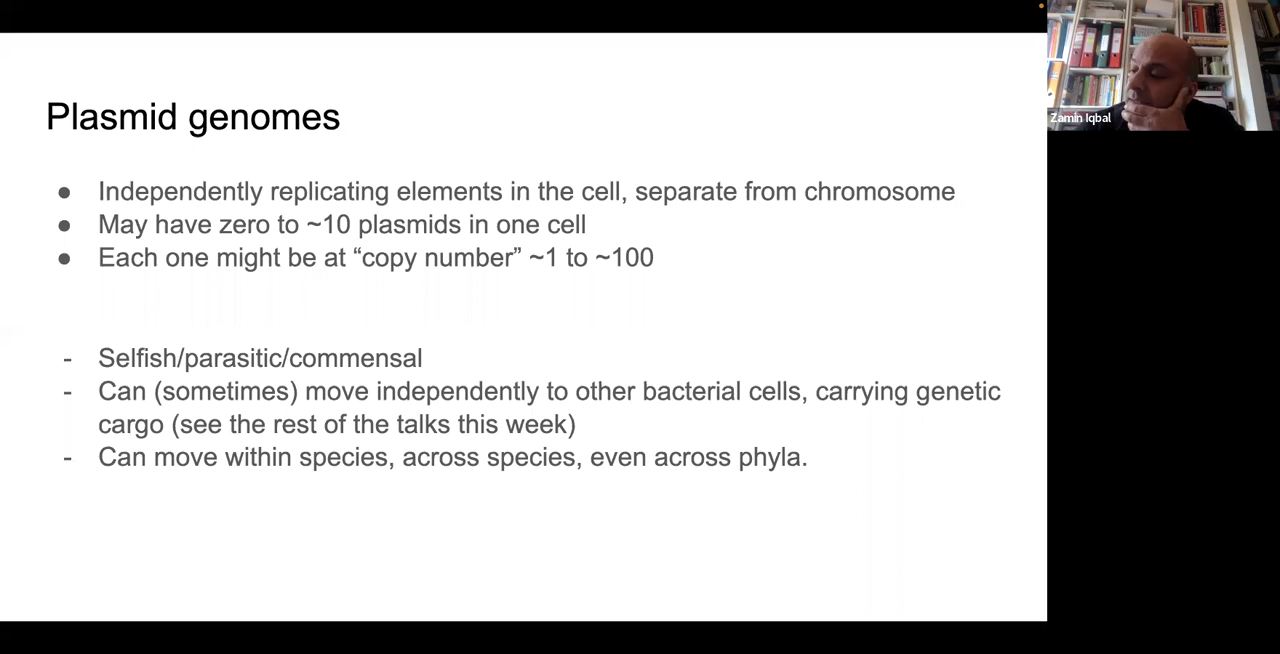 Plasmid genomes
● Independently replicating elements in the cell, separate from chromosome
● May have zero to ~10 plasmids in one cell
● Each one might be at “copy number” ~1 to ~100
- Selfish/parasitic/commensal
- Can (sometimes) move independently to other bacterial cells, carrying genetic
cargo (see the rest of the talks this week)
- Can move within species, across species, even across phyla.
Zamin Iqbal